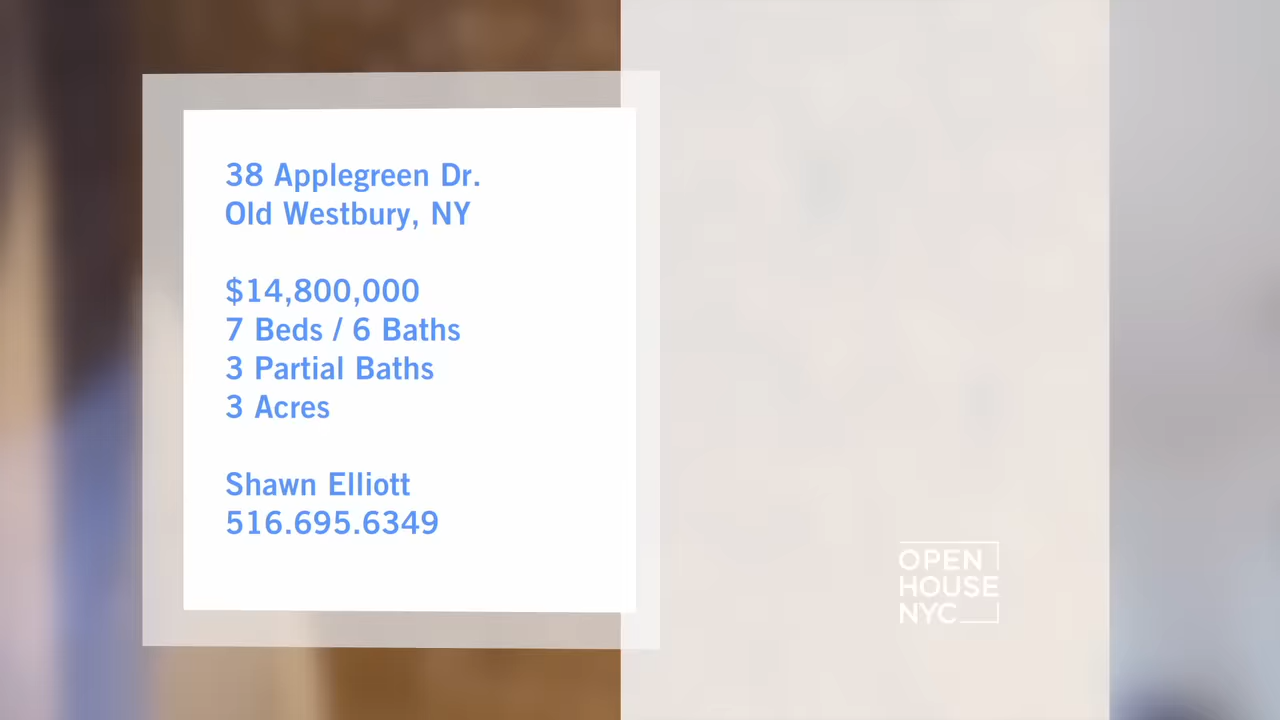 38 Applegreen Dr.
Old Westbury, NY
$14,800,000
7 Beds / 6 Baths
3 Partial Baths
3 Acres
Shawn Elliott
516.695.6349
OPEN
HOUSE
NYC